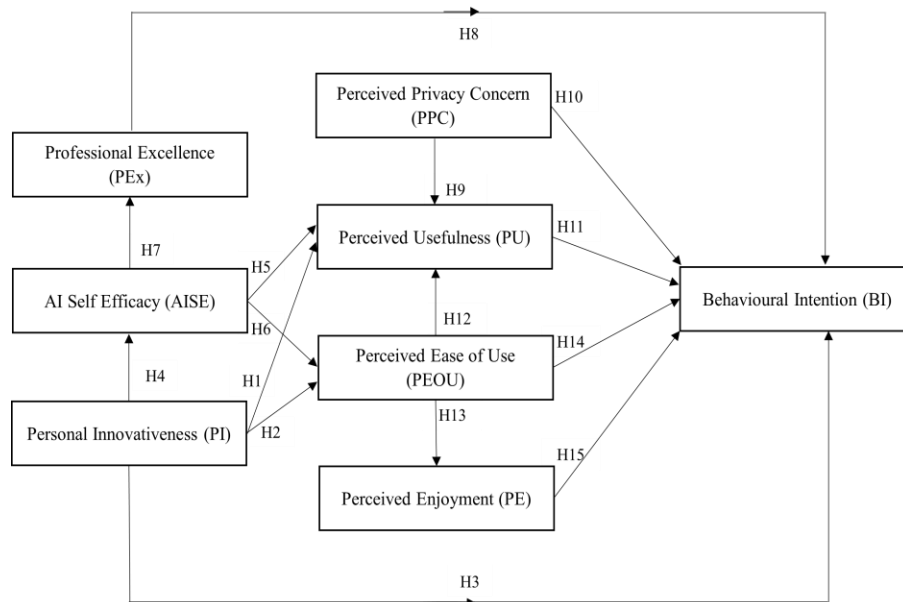 H8
Perceived Privacy Concern
(PPC)
H10
Professional Excellence
(PEx)
H9
H7
H5
Perceived Usefulness (PU)
H11
AI Self Efficacy (AISE)
H6
Behavioural Intention (BI)
H12
H14
Perceived Ease of Use
(PEOU)
H4
H1
H2
H13
Personal Innovativeness (PI)
H15
Perceived Enjoyment (PE)
H3